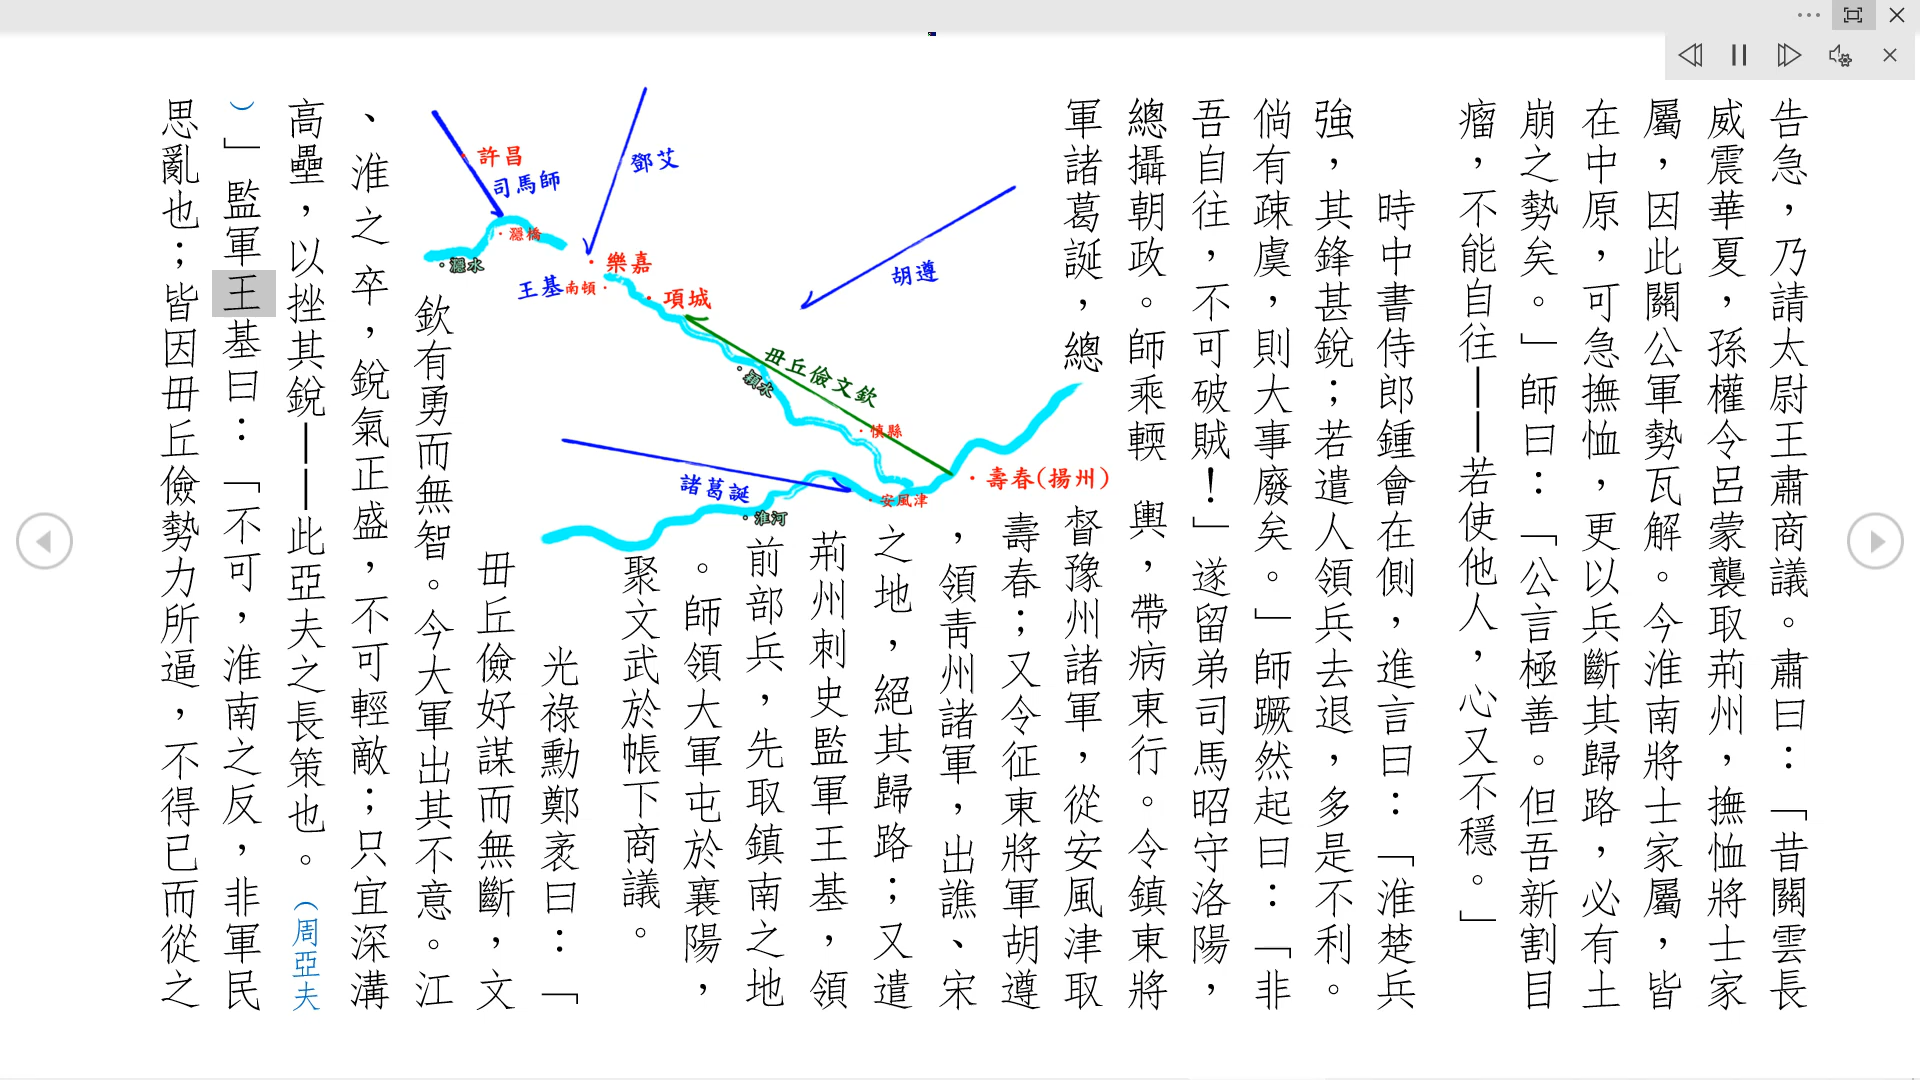 告急，乃請太尉王肅商議。肅曰：「昔關雲長
威震華夏，孫權令呂蒙襲取荊州，撫恤將士家
屬，因此關公軍勢瓦解。今淮南將士家屬，皆
在中原，可急撫恤，更以兵斷其歸路，必有土
崩之勢矣。」師曰：「公言極善。但吾新割目
瘤，不能自往——若使他人，心又不穩。」
時中書侍郎鍾會在側，進言曰：「淮楚兵
強，其鋒甚銳；若遣人領兵去退，多是不利。
倘有疎虞，則大事廢矣。」師蹶然起曰：「非
吾自往，不可破賊！」遂留弟司馬昭守洛陽，
總攝朝政。師乘輭輿，帶病東行。令鎮東將
軍諸葛誕，總督豫州諸軍，從安風津取
壽春；又令征東將軍胡遵
，領青州諸軍，出譙、宋
之地，絕其歸路；又遣
荊州刺史監軍王基，領
前部兵，先取鎮南之地
。師領大軍屯於襄陽，
聚文武於帳下商議。
光祿勳鄭袤曰：「
毌丘儉好謀而無斷，文
欽有勇而無智。今大軍出其不意。江
、淮之卒，銳氣正盛，不可輕敵；只宜深溝
高壘，以挫其銳——此亞夫之長策也。（周亞夫
）」監軍王基曰：「不可，淮南之反，非軍民
思亂也；皆因毌丘儉勢力所逼，不得已而從之
許昌
司馬師
鄧艾
灅橋
灅水
樂嘉
王基
南頓
項城
胡遵
毌丘儉文欽
潁水
慎縣
諸葛誕
壽春(揚州)
安風津
淮河